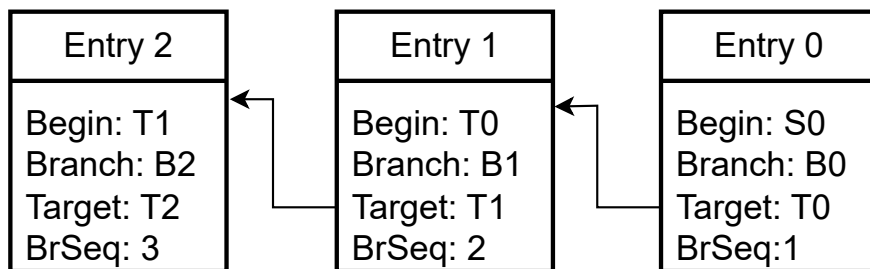 Entry 2
Begin: T1
Branch: B2
Target: T2
BrSeq: 3
Entry 1
Begin: T0
Branch: B1
Target: T1
BrSeq: 2
Entry 0
Begin: S0
Branch: B0
Target: T0
BrSeq:1